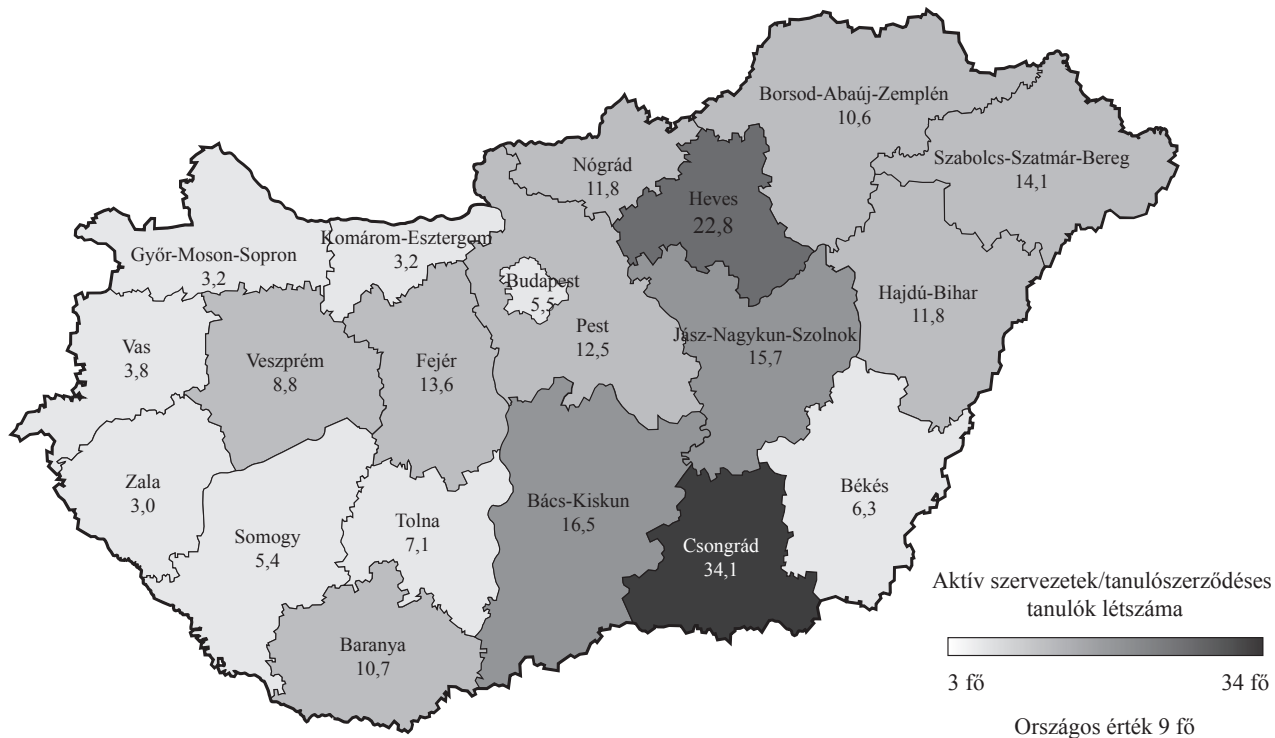 Borsod-Abaúj-Zemplén
10,6
Szabolcs-Szatmár-Bereg
14,1
Nógrád
11,8
Heves
22,8
Győr-Moson-Sopron
3,2
Komárom-Esztergom
3,2
Budapest
5,5
Pest
12,5
Hajdú-Bihar
11,8
Jász-Nagykun-Szolnok
15,7
Vas
3,8
Veszprém
8,8
Fejér
13,6
Zala
3,0
Somogy
5,4
Tolna
7,1
Bács-Kiskun
16,5
Csongrád
34,1
Békés
6,3
Baranya
10,7
Aktív szervezetek/tanulószerződéses
tanulók létszáma
3 fő
34 fő
Országos érték 9 fő